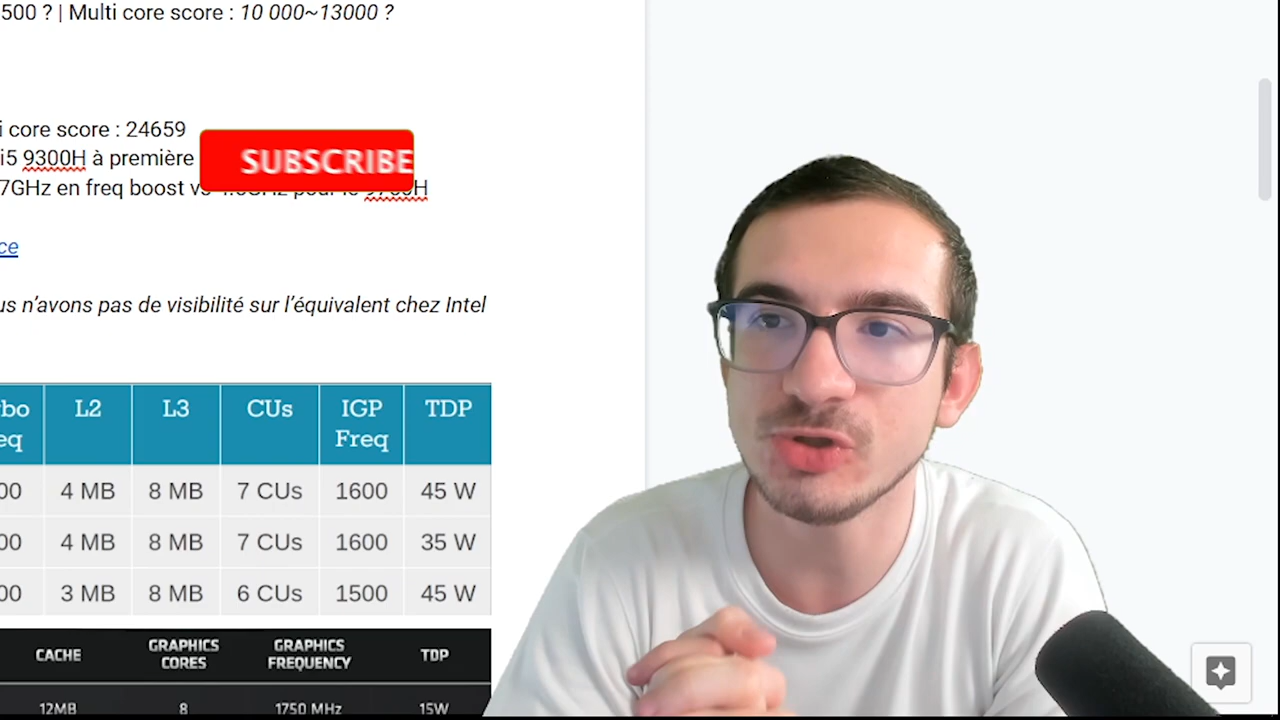 500 ? | Multi core score : 10 000~13000 ?
i core score : 24659
i5 9300H à première
SUBSCRIBE
7GHz en freq boost
ce
us n'avons pas de visibilité sur l'équivalent chez Intel
bo eq L2 L3 CUs IGP Freq TDP
00 4 MB 8 MB 7 CUs 1600 45 W
00 4 MB 8 MB 7 CUs 1600 35 W
00 3 MB 8 MB 6 CUs 1500 45 W
CACHE GRAPHICS CORES GRAPHICS FREQUENCY TDP
12MB 8 1750 MHz 15W